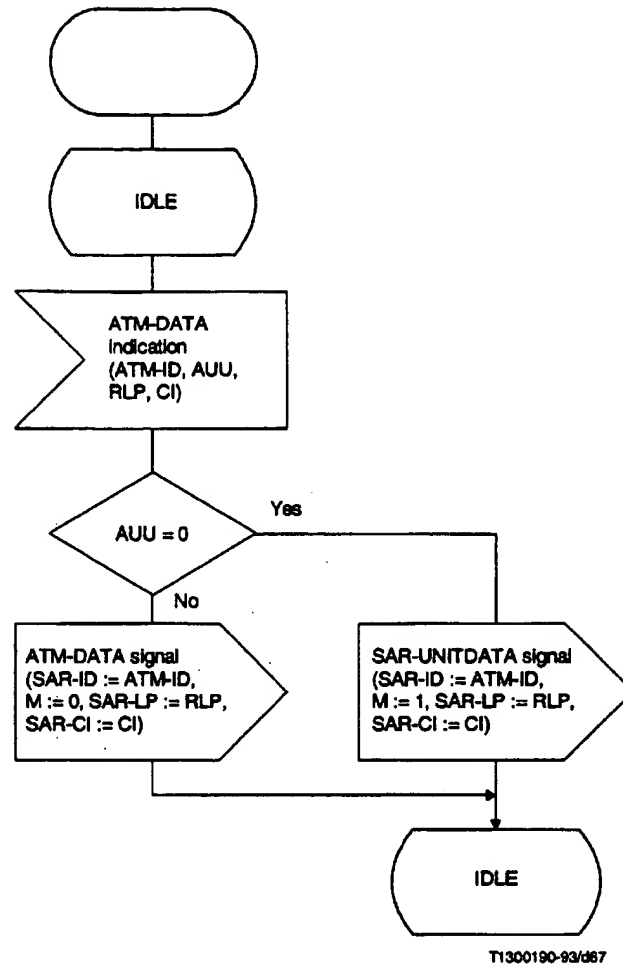 IDLE
ATM-DATA
indication
(ATM-ID, AUU,
RLP, CI)
AUU = 0
Yes
No
ATM-DATA signal
(SAR-ID := ATM-ID,
M := 0, SAR-LP := RLP,
SAR-CI := CI)
SAR-UNITDATA signal
(SAR-ID := ATM-ID,
M := 1, SAR-LP := RLP,
SAR-CI := CI)
IDLE
T1300190-93/d67